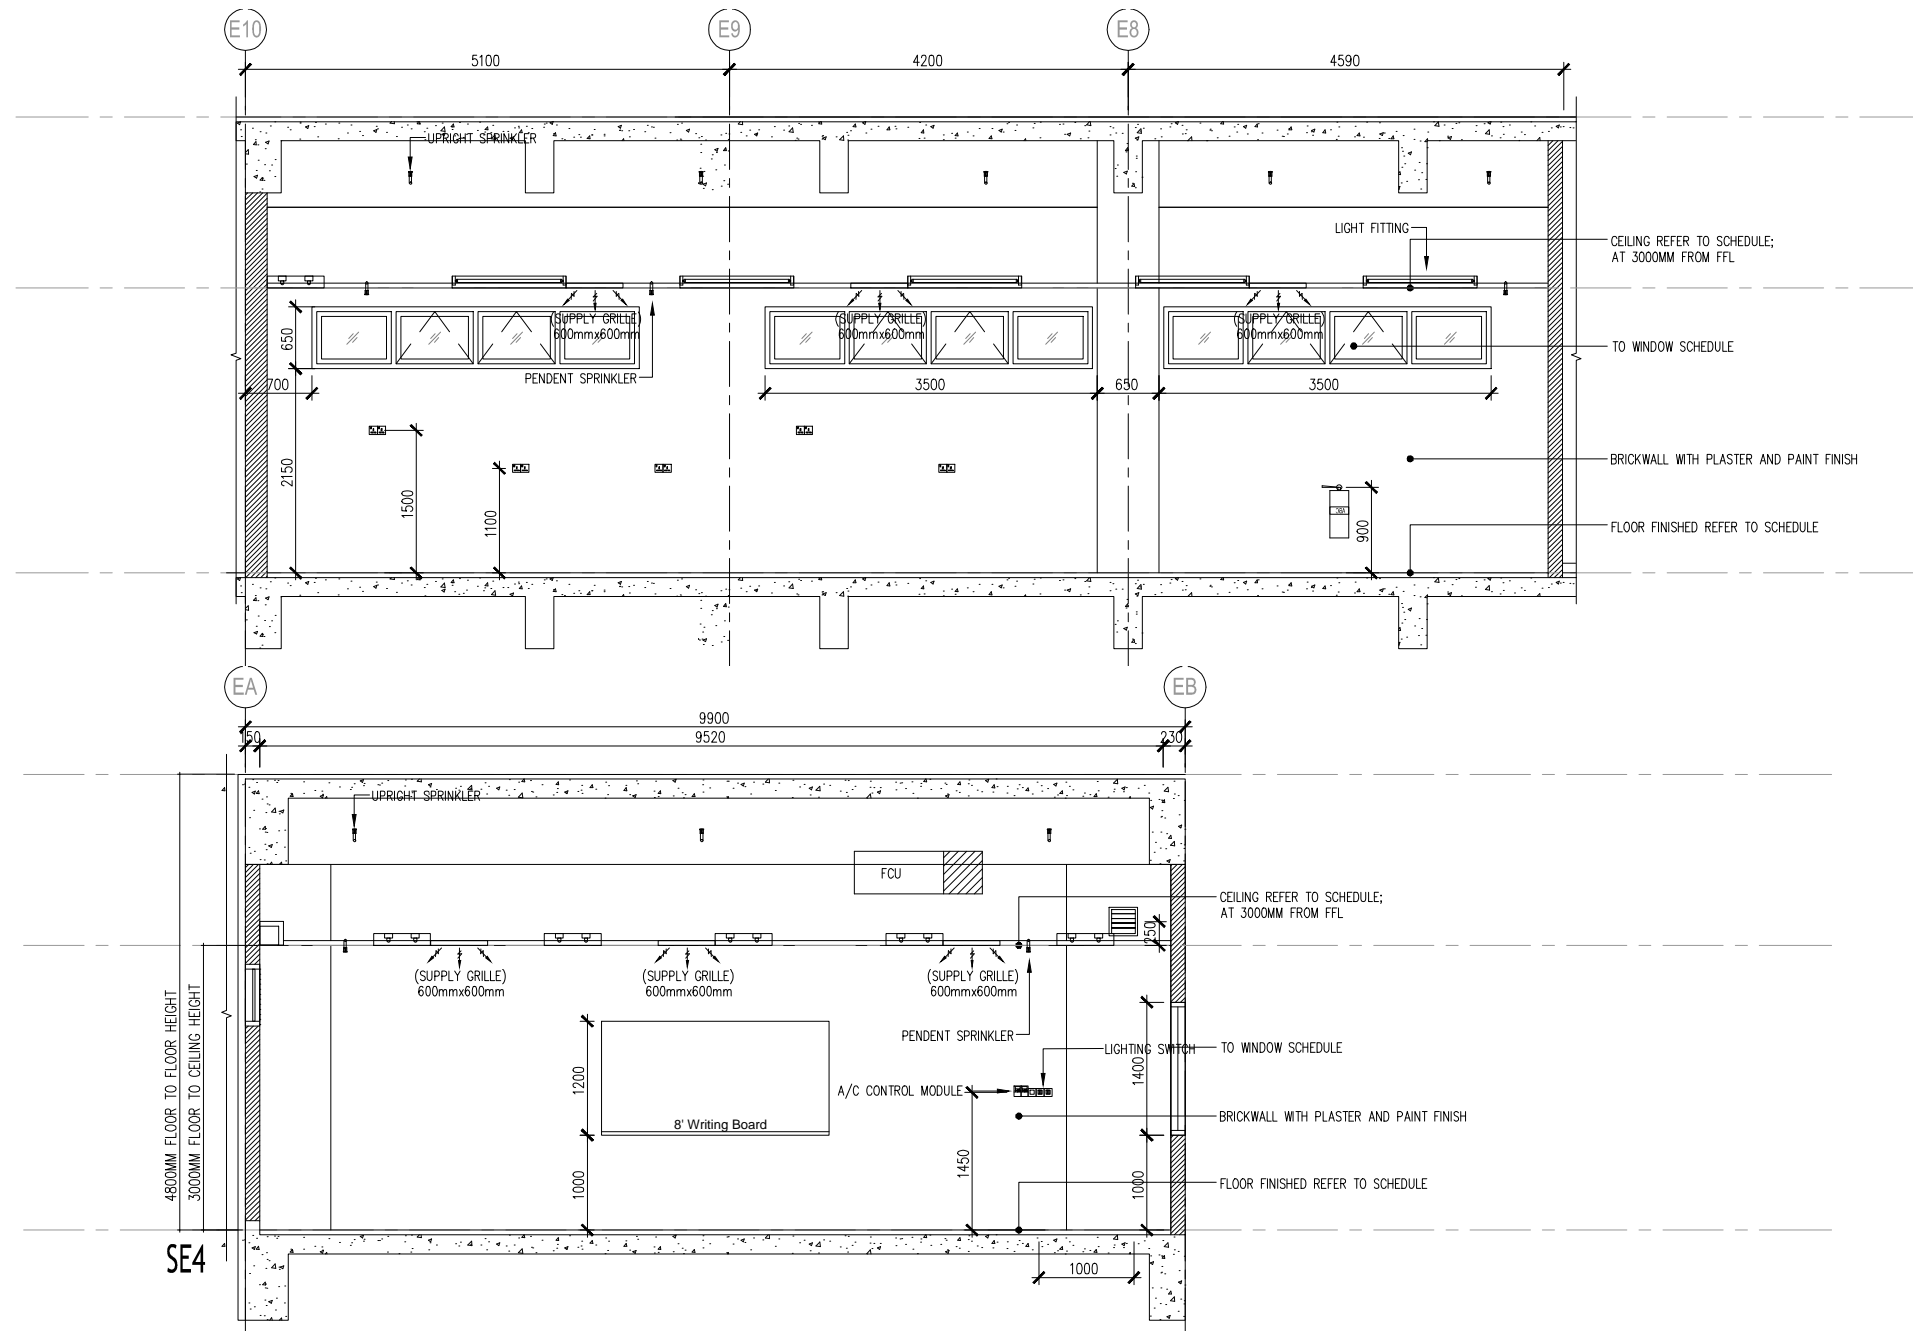 E10
E9
E8
5100
4200
4590
UPRIGHT SPRINKLER
LIGHT FITTING
CEILING REFER TO SCHEDULE;
AT 3000MM FROM FFL
(SUPPLY GRILLE)
600mmx600mm
(SUPPLY GRILLE)
600mmx600mm
(SUPPLY GRILLE)
600mmx600mm
650
TO WINDOW SCHEDULE
PENDENT SPRINKLER
700
3500
650
3500
2150
1500
1100
BRICKWALL WITH PLASTER AND PAINT FINISH
900
FLOOR FINISHED REFER TO SCHEDULE
EA
EB
9900
150
9520
230
UPRIGHT SPRINKLER
FCU
CEILING REFER TO SCHEDULE;
AT 3000MM FROM FFL
250
(SUPPLY GRILLE)
600mmx600mm
(SUPPLY GRILLE)
600mmx600mm
(SUPPLY GRILLE)
600mmx600mm
4800MM FLOOR TO FLOOR HEIGHT
3000MM FLOOR TO CEILING HEIGHT
PENDENT SPRINKLER
LIGHTING SWITCH
TO WINDOW SCHEDULE
1200
1400
A/C CONTROL MODULE
8' Writing Board
BRICKWALL WITH PLASTER AND PAINT FINISH
1000
1450
1000
FLOOR FINISHED REFER TO SCHEDULE
SE4
1000